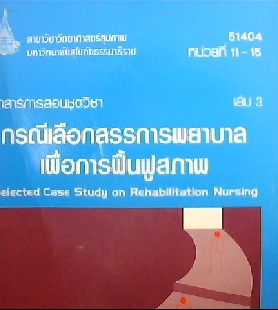 สาขาวิชาวิทยาศาสตร์สุขภาพ
มหาวิทยาลัยสุโขทัยธรรมาธิราช
51404
หน่วยที่ 11 - 15
กสารการสอนชุดวิชา
เล่ม 3
กรณีเลือกสรรการพยาบาล
เพื่อการฟื้นฟูสภาพ
elected Case Study on Rehabilitation Nursing